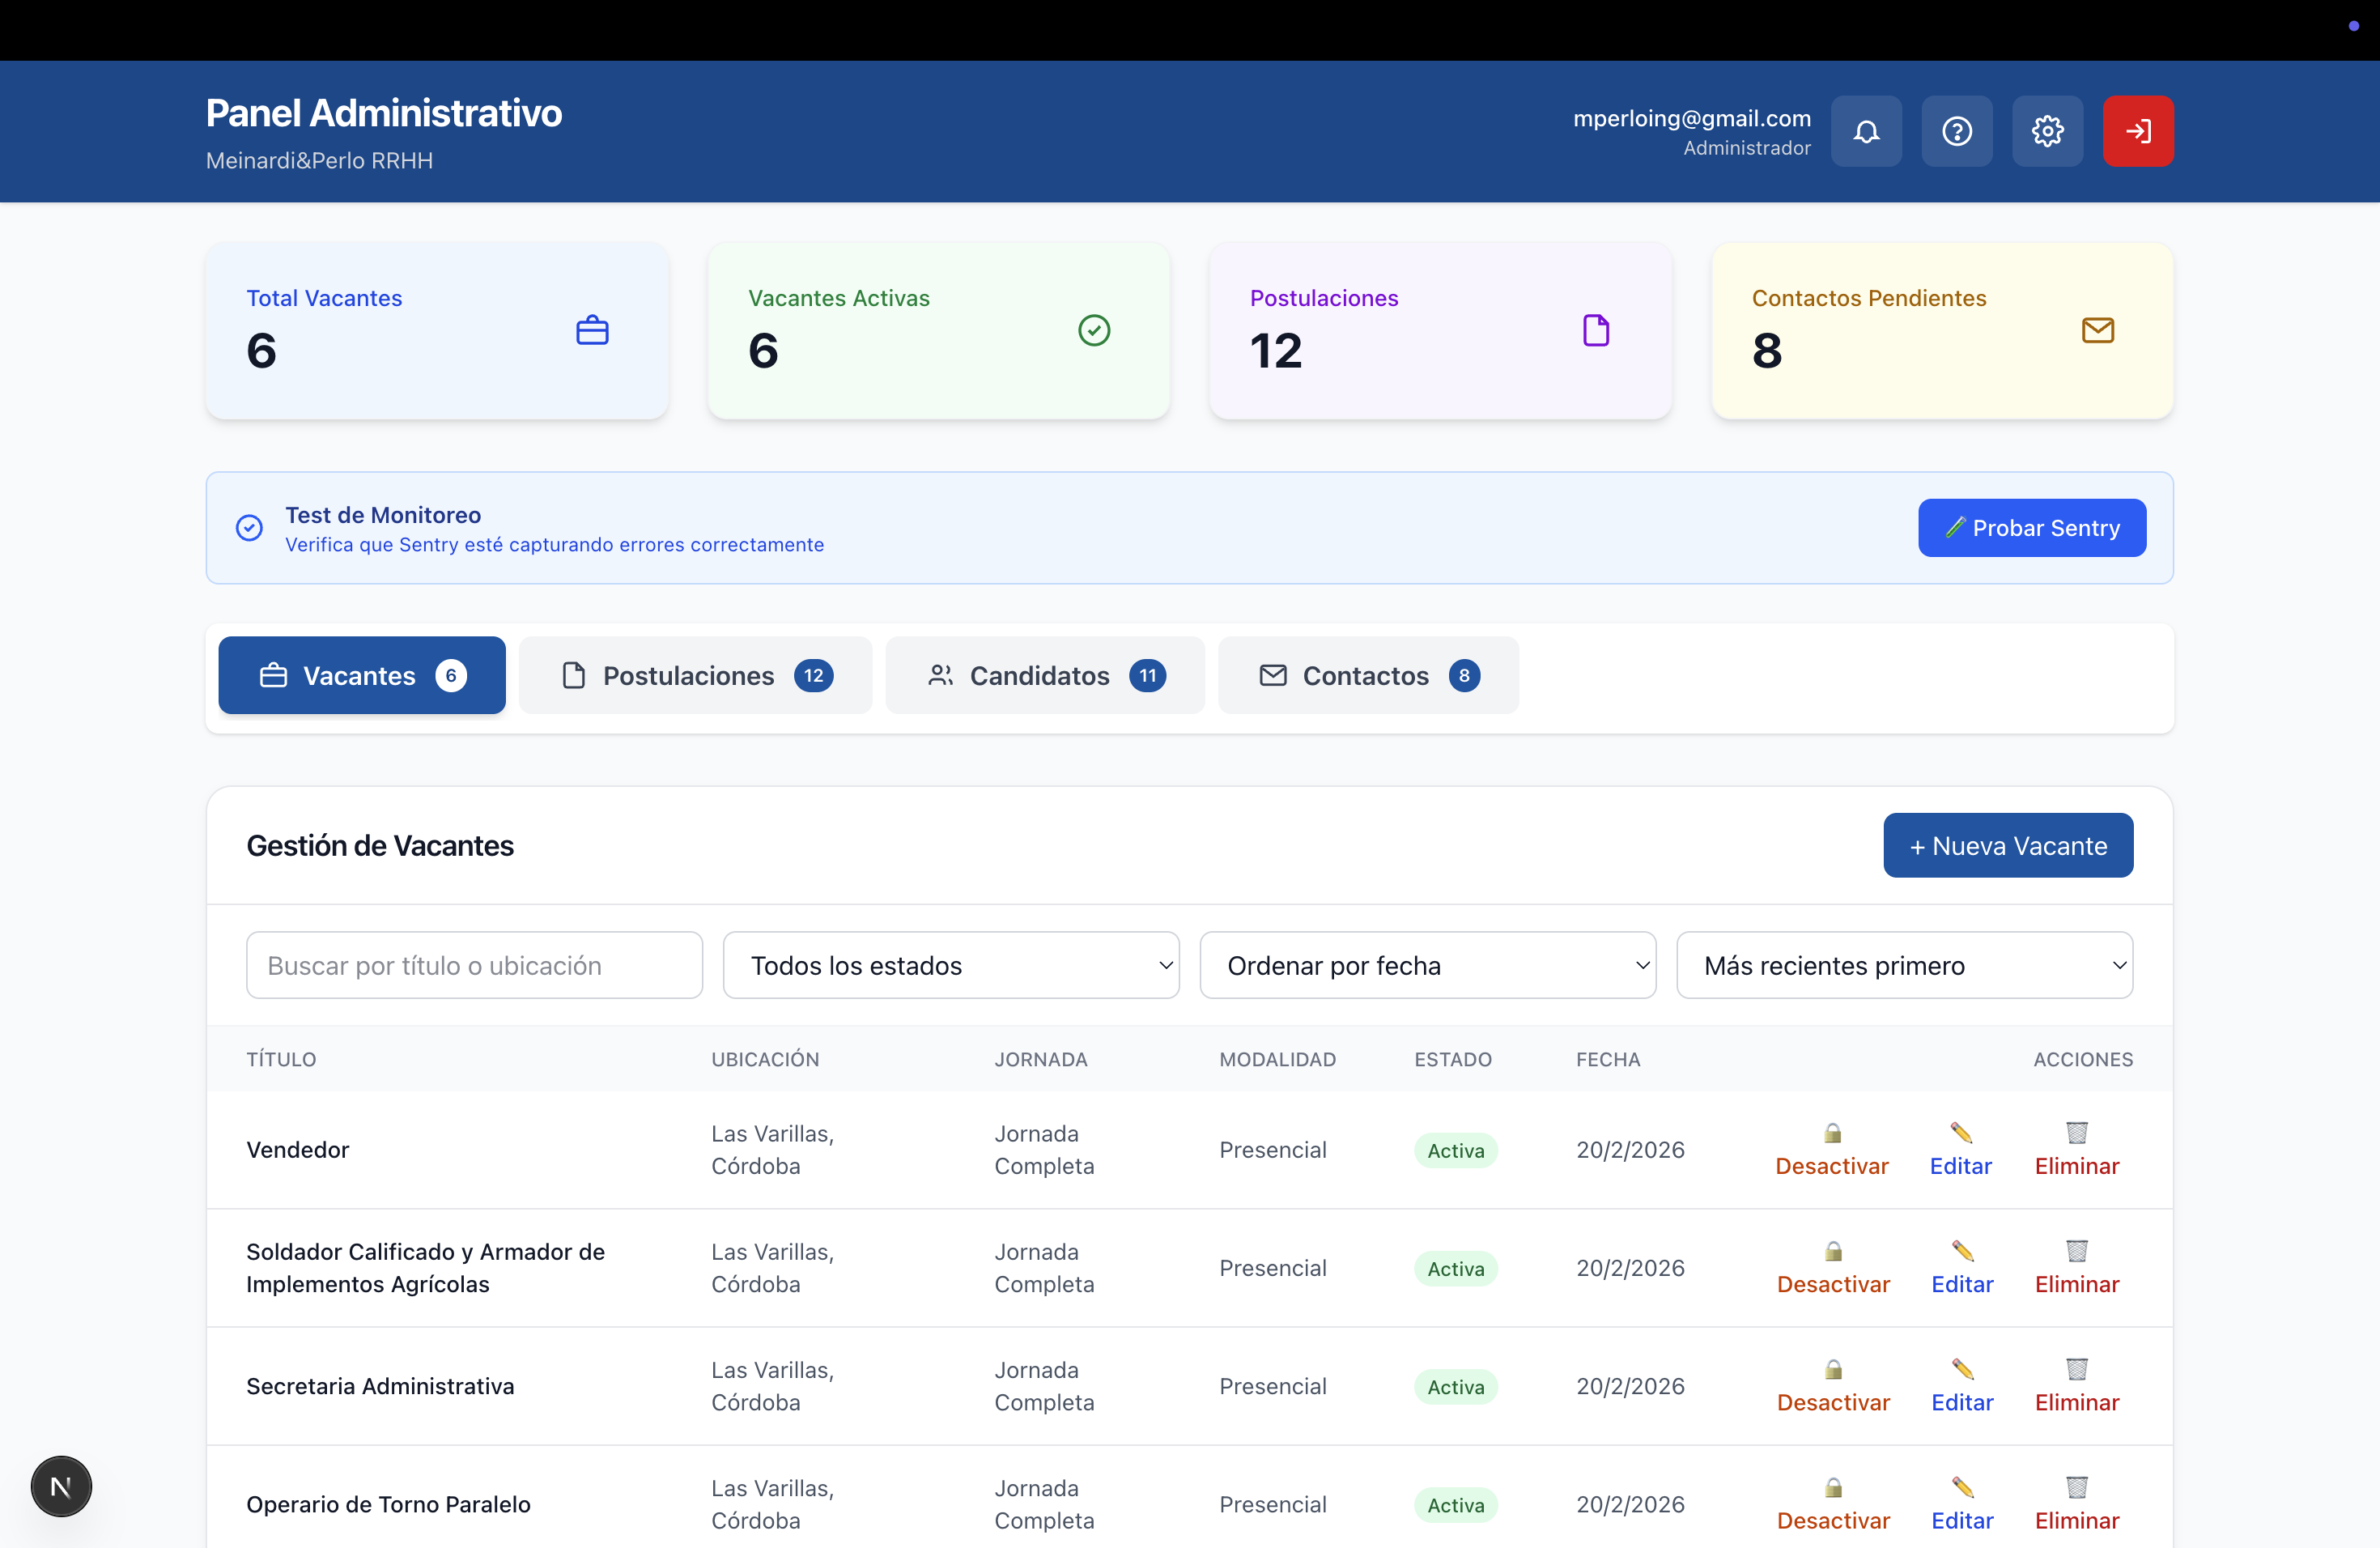 Panel Administrativo
Meinardi&Perlo RRHH
mperloing@gmail.com
Administrador
Total Vacantes
6
Vacantes Activas
6
Postulaciones
12
Contactos Pendientes
8
Test de Monitoreo
Verifica que Sentry esté capturando errores correctamente
Probar Sentry
Vacantes 6
Postulaciones 12
Candidatos 11
Contactos 8
Gestión de Vacantes
+ Nueva Vacante
Buscar por título o ubicación
Todos los estados
Ordenar por fecha
Más recientes primero
TÍTULO UBICACIÓN JORNADA MODALIDAD ESTADO FECHA ACCIONES
Vendedor
Las Varillas,
Córdoba
Jornada
Completa
Presencial
Activa
20/2/2026
Desactivar
Editar
Eliminar
Soldador Calificado y Armador de
Implementos Agrícolas
Las Varillas,
Córdoba
Jornada
Completa
Presencial
Activa
20/2/2026
Desactivar
Editar
Eliminar
Secretaria Administrativa
Las Varillas,
Córdoba
Jornada
Completa
Presencial
Activa
20/2/2026
Desactivar
Editar
Eliminar
Operario de Torno Paralelo
Las Varillas,
Córdoba
Jornada
Completa
Presencial
Activa
20/2/2026
Desactivar
Editar
Eliminar
N